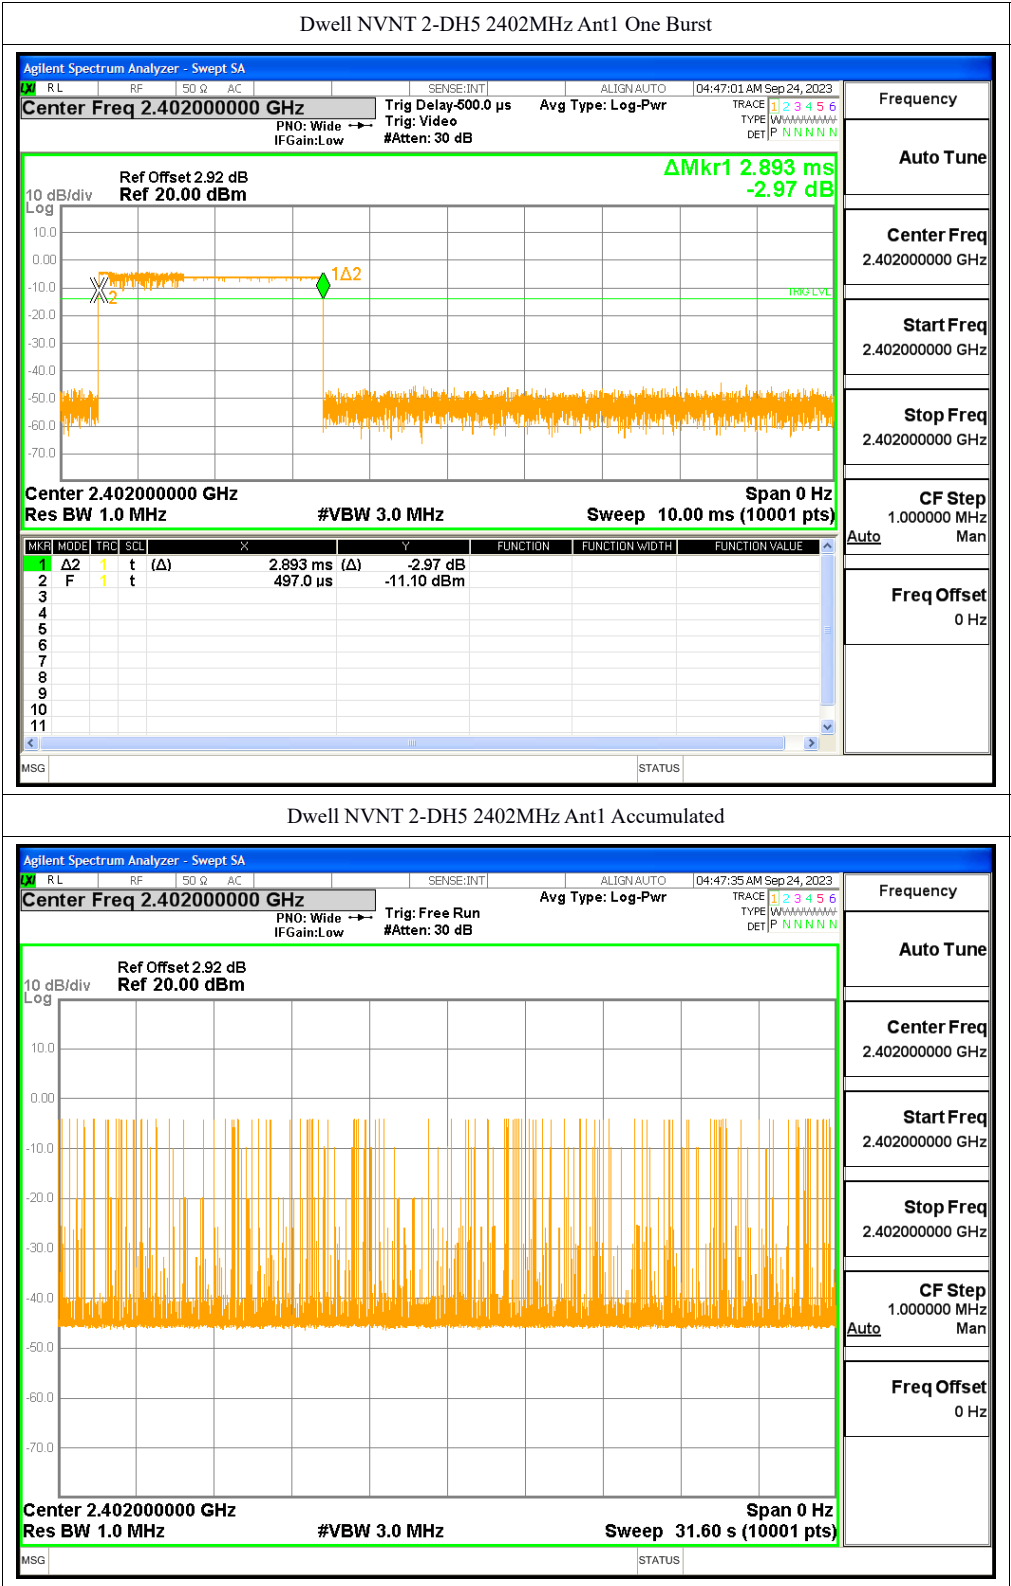 Dwell NVNT 2-DH5 2402MHz Ant1 One Burst
Agilent Spectrum Analyzer - Swept SA
LXI RL RF 50 Ω AC SENSE:INT ALIGN AUTO 04:47:01 AM Sep 24, 2023
Center Freq 2.402000000 GHz
Trig Delay-500.0 µs Avg Type: Log-Pwr TRACE 1 2 3 4 5 6
PNO: Wide Trig: Video TYPE W
IFGain:Low #Atten: 30 dB DET P N N N N N
Frequency
Auto Tune
Center Freq
2.402000000 GHz
Start Freq
2.402000000 GHz
Stop Freq
2.402000000 GHz
CF Step
1.000000 MHz
Auto Man
Freq Offset
0 Hz
ΔMkr1 2.893 ms
-2.97 dB
Ref Offset 2.92 dB
10 dB/div Ref 20.00 dBm
Log
10.0
0.00
-10.0
-20.0
-30.0
-40.0
-50.0
-60.0
-70.0
1Δ2
2
TRIG LVL
Center 2.402000000 GHz Span 0 Hz
Res BW 1.0 MHz #VBW 3.0 MHz Sweep 10.00 ms (10001 pts)
MKR MODE TRC SCL X Y FUNCTION FUNCTION WIDTH FUNCTION VALUE
1 Δ2 1 t (Δ) 2.893 ms (Δ) -2.97 dB
2 F 1 t 497.0 µs -11.10 dBm
3
4
5
6
7
8
9
10
11
MSG STATUS
Dwell NVNT 2-DH5 2402MHz Ant1 Accumulated
Agilent Spectrum Analyzer - Swept SA
LXI RL RF 50 Ω AC SENSE:INT ALIGN AUTO 04:47:35 AM Sep 24, 2023
Center Freq 2.402000000 GHz
Avg Type: Log-Pwr TRACE 1 2 3 4 5 6
PNO: Wide Trig: Free Run TYPE W
IFGain:Low #Atten: 30 dB DET P N N N N N
Frequency
Auto Tune
Center Freq
2.402000000 GHz
Start Freq
2.402000000 GHz
Stop Freq
2.402000000 GHz
CF Step
1.000000 MHz
Auto Man
Freq Offset
0 Hz
Ref Offset 2.92 dB
10 dB/div Ref 20.00 dBm
Log
10.0
0.00
-10.0
-20.0
-30.0
-40.0
-50.0
-60.0
-70.0
Center 2.402000000 GHz Span 0 Hz
Res BW 1.0 MHz #VBW 3.0 MHz Sweep 31.60 s (10001 pts)
MSG STATUS